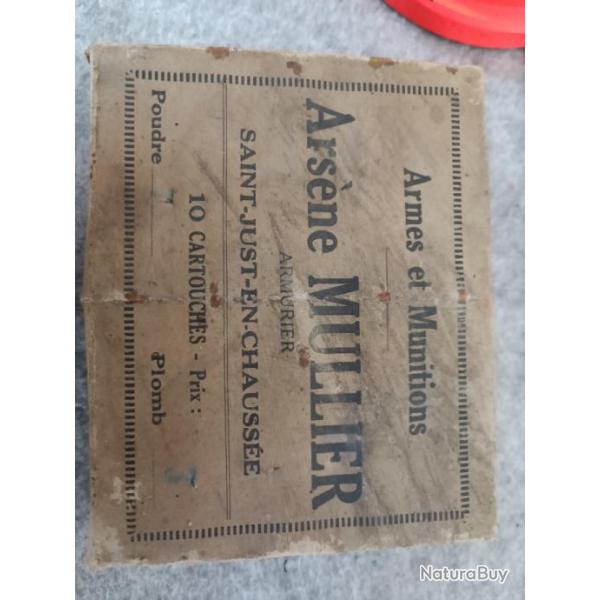 Armes et Munitions
Arsène MULLIER
ARMURIER
SAINT-JUST-EN-CHAUSSÉE
10 CARTOUCHES - Prix :
Poudre Plomb
NaturaBuy